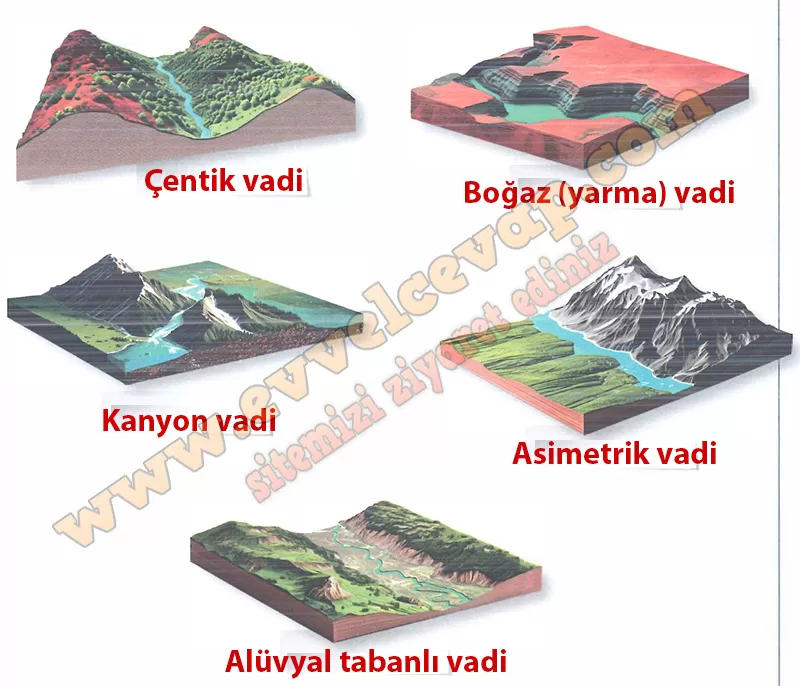 Çentik vadi
Boğaz (yarma) vadi
Kanyon vadi
Asimetrik vadi
Alüvyal tabanlı vadi
www.evvelcevap.com
sitemizi ziyaret ediniz